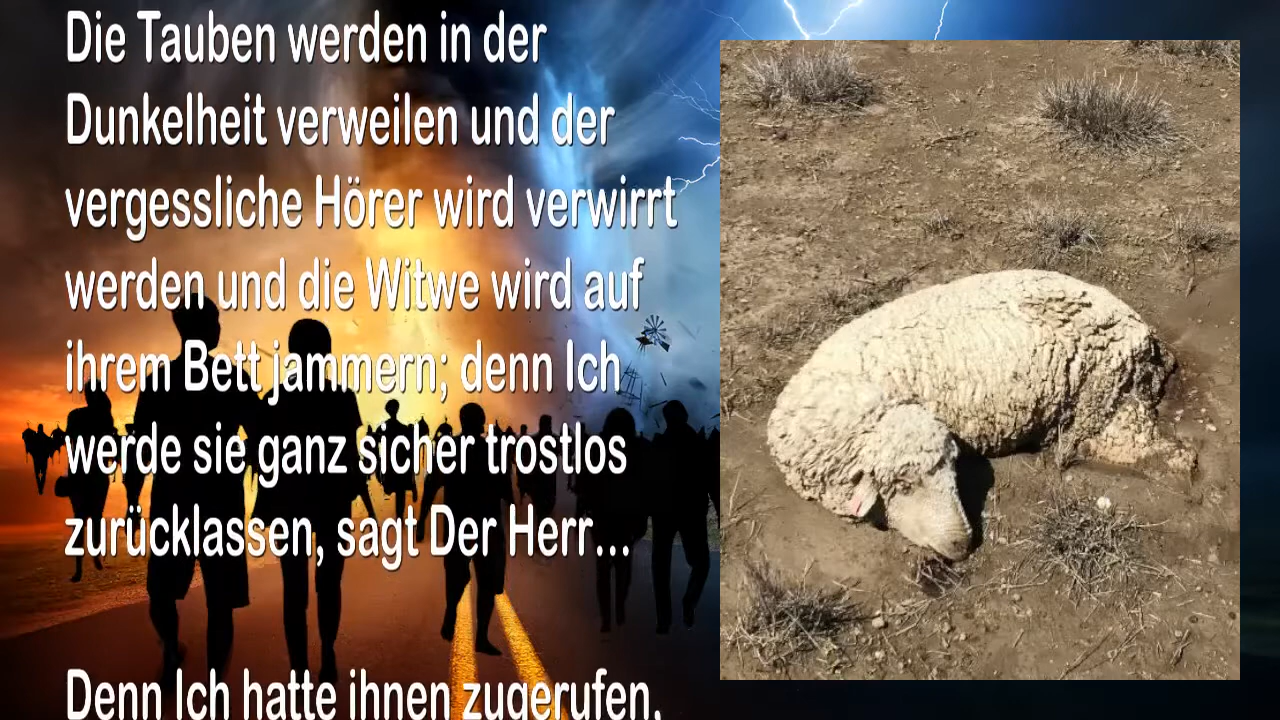 Die Tauben werden in der
Dunkelheit verweilen und der
vergessliche Hörer wird verwirrt
werden und die Witwe wird auf
ihrem Bett jammern; denn Ich
werde sie ganz sicher trostlos
zurücklassen, sagt Der Herr...
Denn Ich hatte ihnen zugerufen,